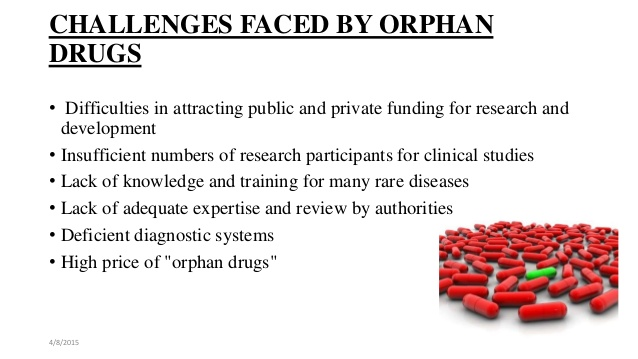 CHALLENGES FACED BY ORPHAN
DRUGS
• Difficulties in attracting public and private funding for research and
development
• Insufficient numbers of research participants for clinical studies
• Lack of knowledge and training for many rare diseases
• Lack of adequate expertise and review by authorities
• Deficient diagnostic systems
• High price of "orphan drugs"
4/8/2015